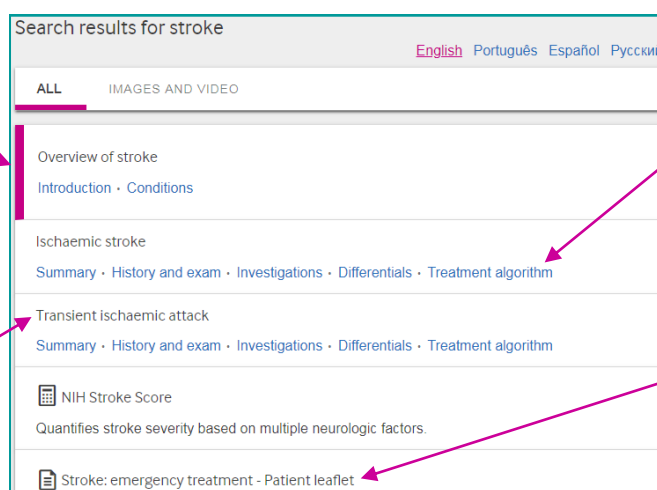 Search results for stroke
English Português Español Русски
ALL IMAGES AND VIDEO
Overview of stroke
Introduction · Conditions
Ischaemic stroke
Summary · History and exam · Investigations · Differentials · Treatment algorithm
Transient ischaemic attack
Summary · History and exam · Investigations · Differentials · Treatment algorithm
NIH Stroke Score
Quantifies stroke severity based on multiple neurologic factors.
Stroke: emergency treatment - Patient leaflet